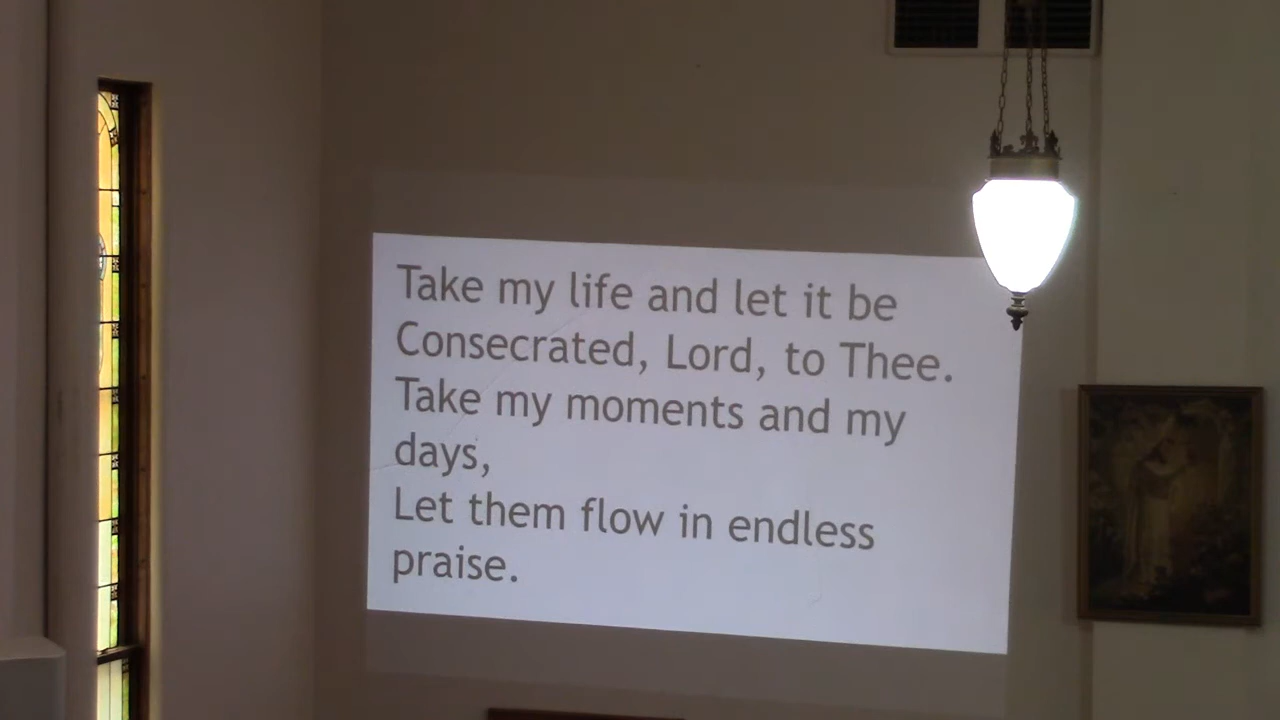 Take my life and let it be
Consecrated, Lord, to Thee.
Take my moments and my
days,
Let them flow in endless
praise.